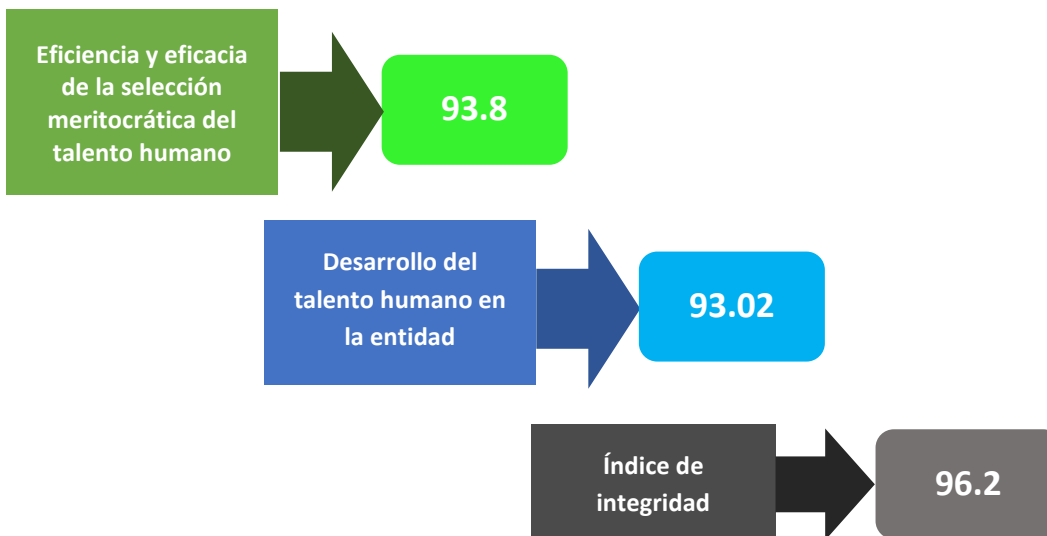 Eficiencia y eficacia
de la selección
meritocrática del
talento humano
93.8
Desarrollo del
talento humano en
la entidad
93.02
Índice de
integridad
96.2